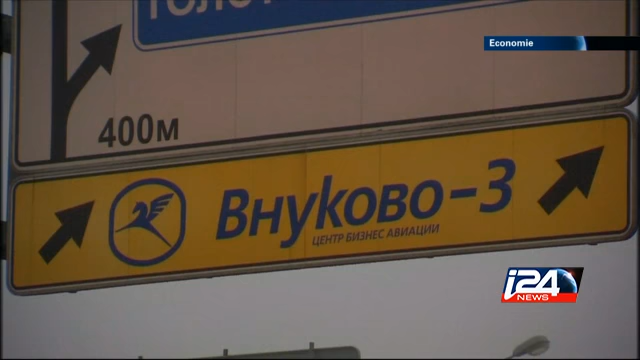 Economie
400м
Внуково-3
ЦЕНТР БИЗНЕС АВИАЦИИ
i24
NEWS